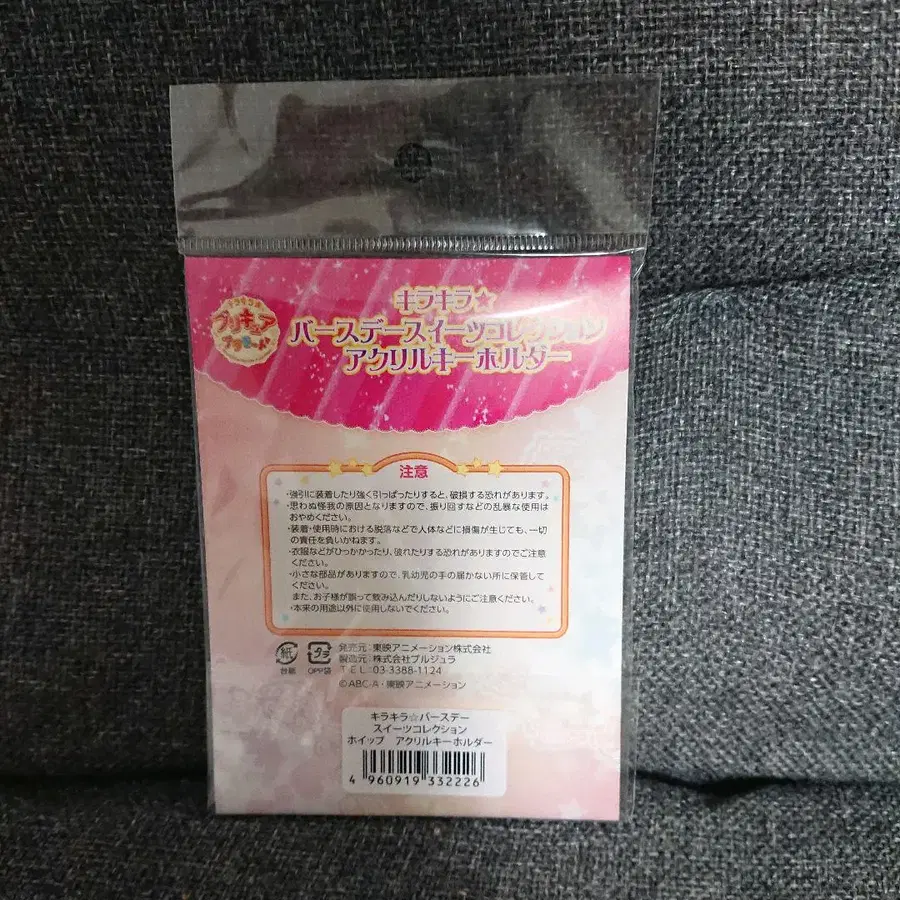 キラキラ☆
プリキュア
アラモード
キラキラ☆
バースデースイーツコレクション
アクリルキーホルダー
注意
・強引に装着したり強く引っぱったりすると、破損する恐れがあります。
・思わぬ怪我の原因となりますので、振り回すなどの乱暴な使用は
おやめください。
・装着・使用時における脱落などで人体などに損傷が生じても、一切
の責任を負いかねます。
・衣服などがひっかかったり、破れたりする恐れがありますのでご注意
ください。
・小さな部品がありますので、乳幼児の手の届かない所に保管して
ください。
また、お子様が誤って飲み込んだりしないようにご注意ください。
・本来の用途以外に使用しないでください。
紙
台紙
プラ
OPP袋
発売元:東映アニメーション株式会社
製造元:株式会社ブルジュラ
TEL:03-3388-1124
©ABC-A・東映アニメーション
キラキラ☆バースデー
スイーツコレクション
ホイップ アクリルキーホルダー
4 960919 332226